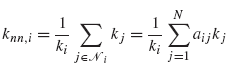 $k_{nn,i} = \frac{1}{k_i} \sum_{j \in \mathcal{N}_i} k_j = \frac{1}{k_i} \sum_{j=1}^{N} a_{ij} k_j$